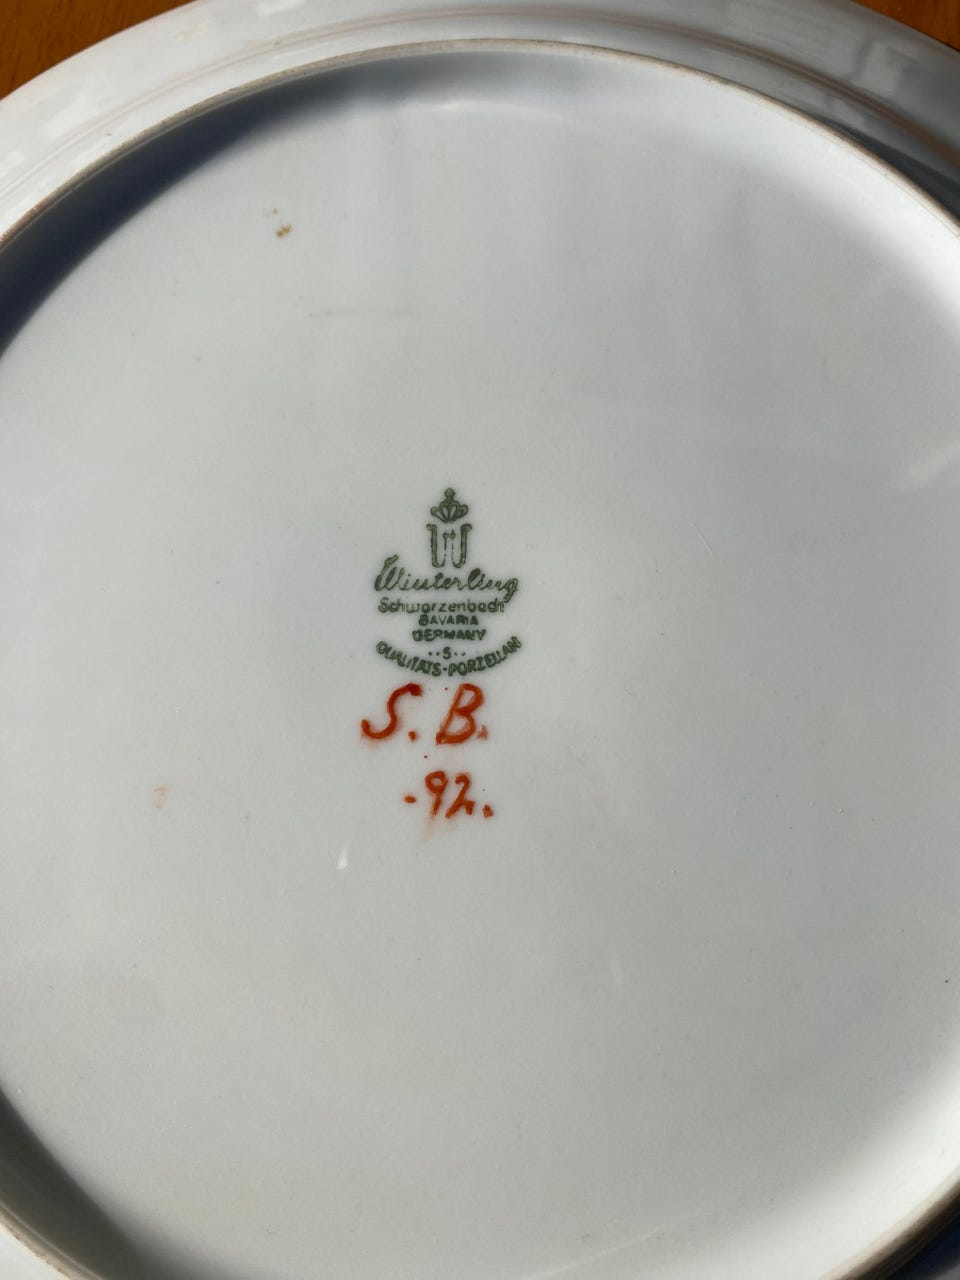 W
Winterling
Schwarzenbach
BAVARIA
GERMANY
··5··
QUALITÄTS-PORZELLAN
S. B.
-92.